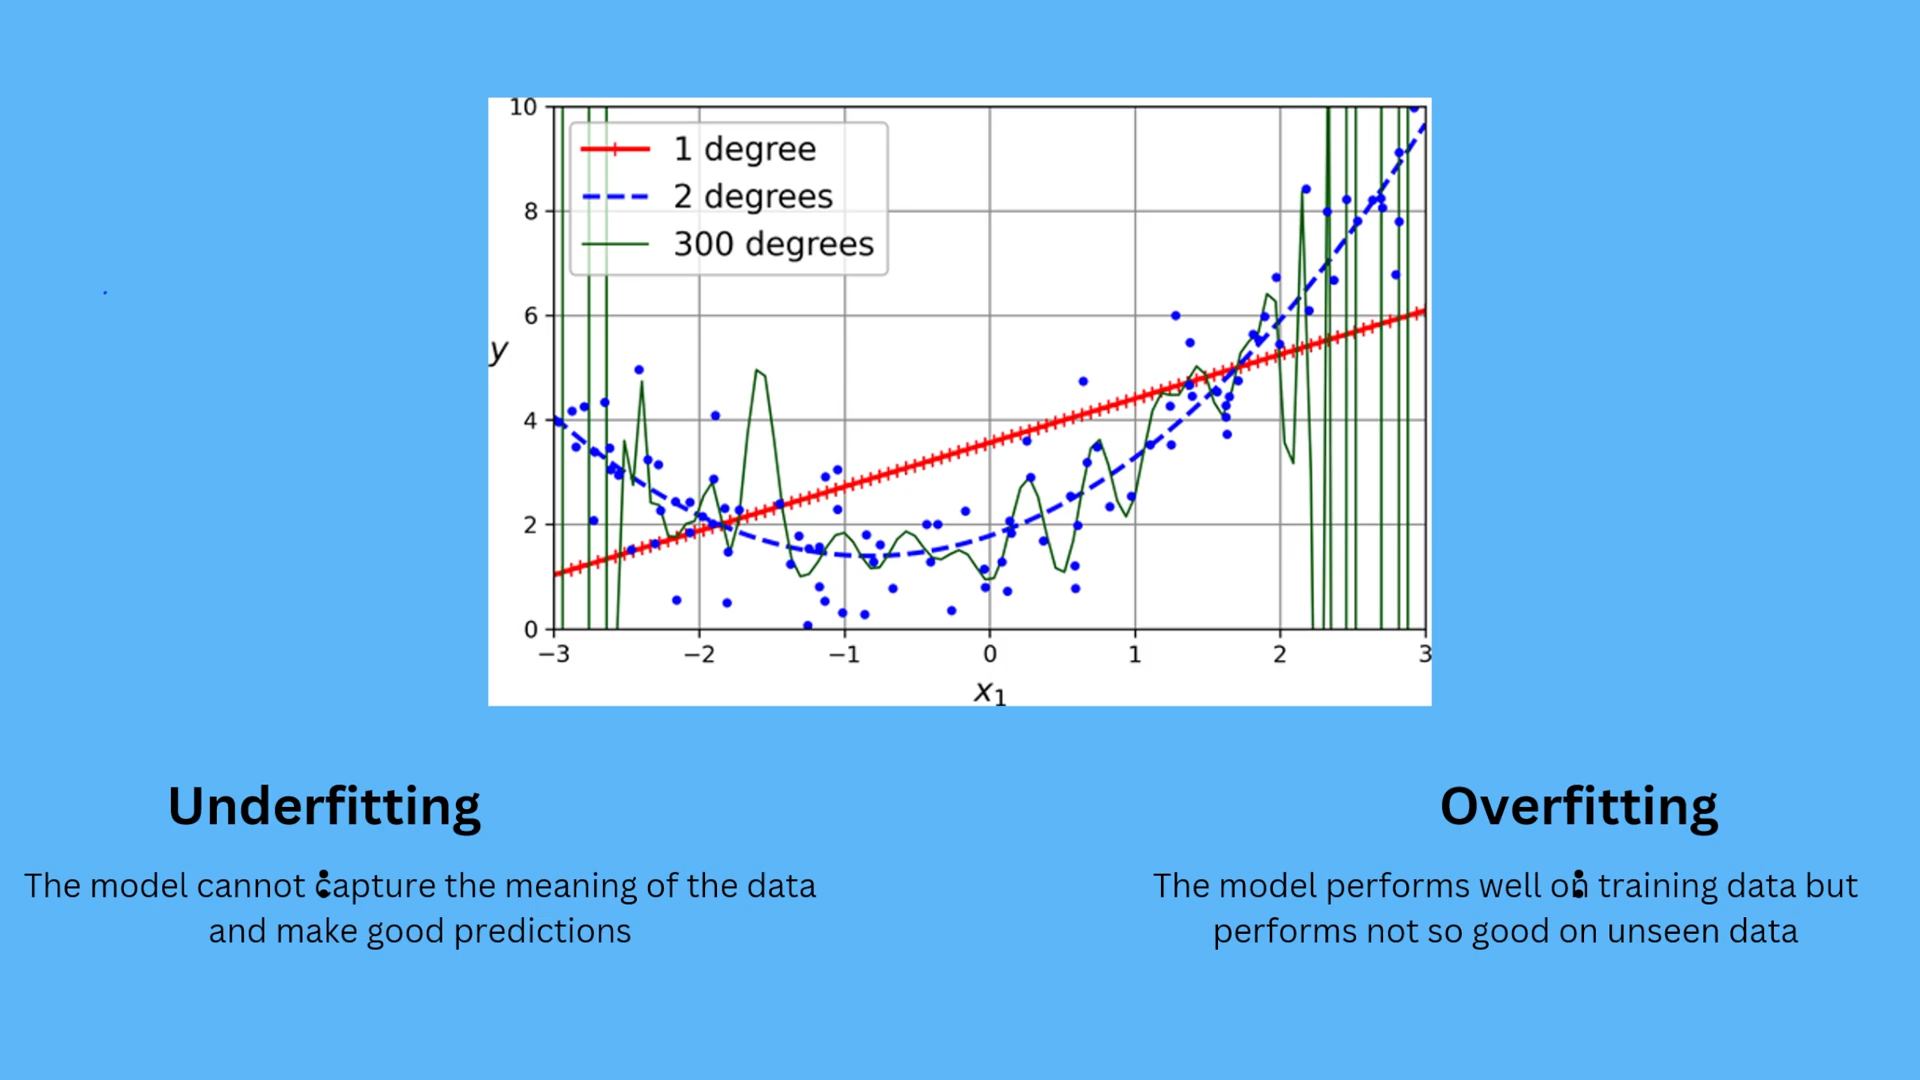 10
1 degree
2 degrees
300 degrees
8
6
y
4
2
0
−3 −2 −1 0 1 2 3
x1
Underfitting
:
The model cannot capture the meaning of the data
and make good predictions
Overfitting
:
The model performs well on training data but
performs not so good on unseen data